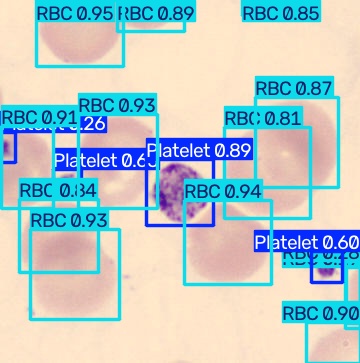 RBC 0.95
RBC 0.89
RBC 0.85
RBC 0.87
RBC 0.93
RBC 0.91
RBC 0.81
Platelet 0.89
RBC 0.84
RBC 0.94
RBC 0.93
Platelet 0.60
RBC 0.90